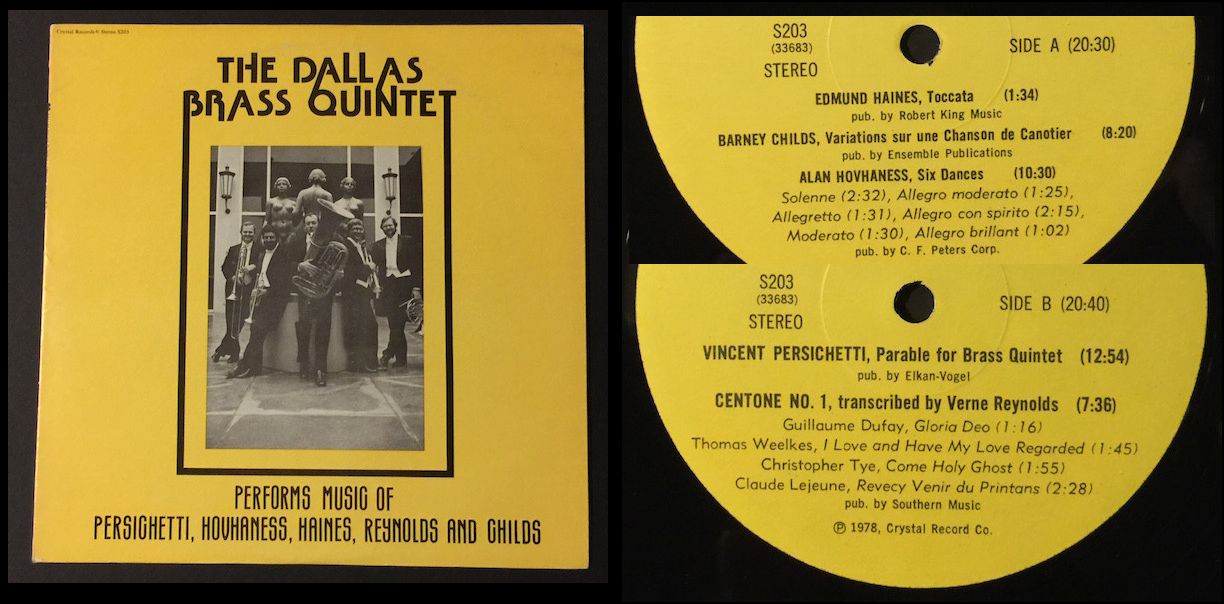 Crystal Records® Stereo S203
THE DALLAS
BRASS QUINTET
PERFORMS MUSIC OF
PERSICHETTI, HOVHANESS, HAINES, REYNOLDS AND CHILDS
S203
(33683)
STEREO
SIDE A (20:30)
EDMUND HAINES, Toccata (1:34)
pub. by Robert King Music
BARNEY CHILDS, Variations sur une Chanson de Canotier (8:20)
pub. by Ensemble Publications
ALAN HOVHANESS, Six Dances (10:30)
Solenne (2:32), Allegro moderato (1:25),
Allegretto (1:31), Allegro con spirito (2:15),
Moderato (1:30), Allegro brillant (1:02)
pub. by C. F. Peters Corp.
S203
(33683)
STEREO
SIDE B (20:40)
VINCENT PERSICHETTI, Parable for Brass Quintet (12:54)
pub. by Elkan-Vogel
CENTONE NO. 1, transcribed by Verne Reynolds (7:36)
Guillaume Dufay, Gloria Deo (1:16)
Thomas Weelkes, I Love and Have My Love Regarded (1:45)
Christopher Tye, Come Holy Ghost (1:55)
Claude Lejeune, Revecy Venir du Printans (2:28)
pub. by Southern Music
℗ 1978, Crystal Record Co.